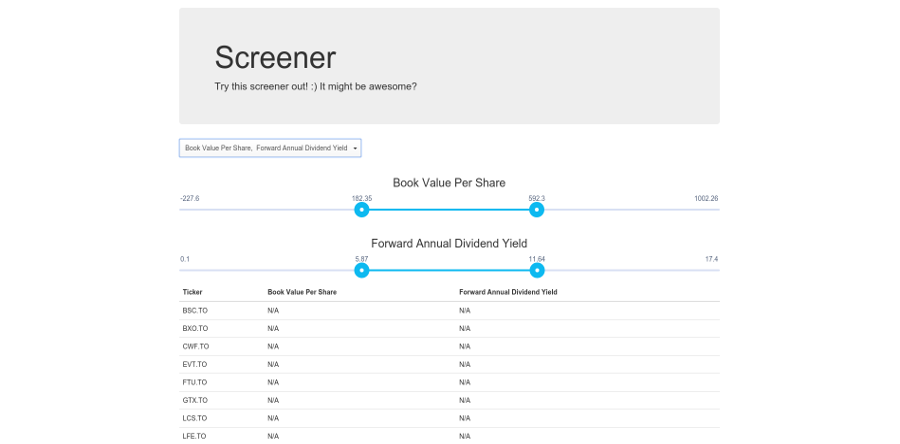 Screener
Try this screener out! :) It might be awesome?
Book Value Per Share, Forward Annual Dividend Yield
Book Value Per Share
-227.6 182.35 592.3 1002.26
Forward Annual Dividend Yield
0.1 5.87 11.64 17.4
Ticker Book Value Per Share Forward Annual Dividend Yield
BSC.TO N/A N/A
BXO.TO N/A N/A
CWF.TO N/A N/A
EVT.TO N/A N/A
FTU.TO N/A N/A
GTX.TO N/A N/A
LCS.TO N/A N/A
LFE.TO N/A N/A